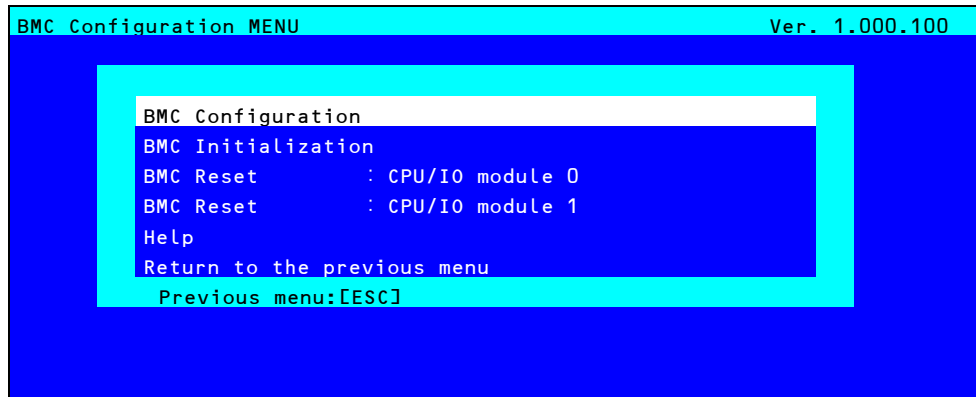 BMC Configuration MENU Ver. 1.000.100
BMC Configuration
BMC Initialization
BMC Reset : CPU/IO module 0
BMC Reset : CPU/IO module 1
Help
Return to the previous menu
Previous menu:[ESC]